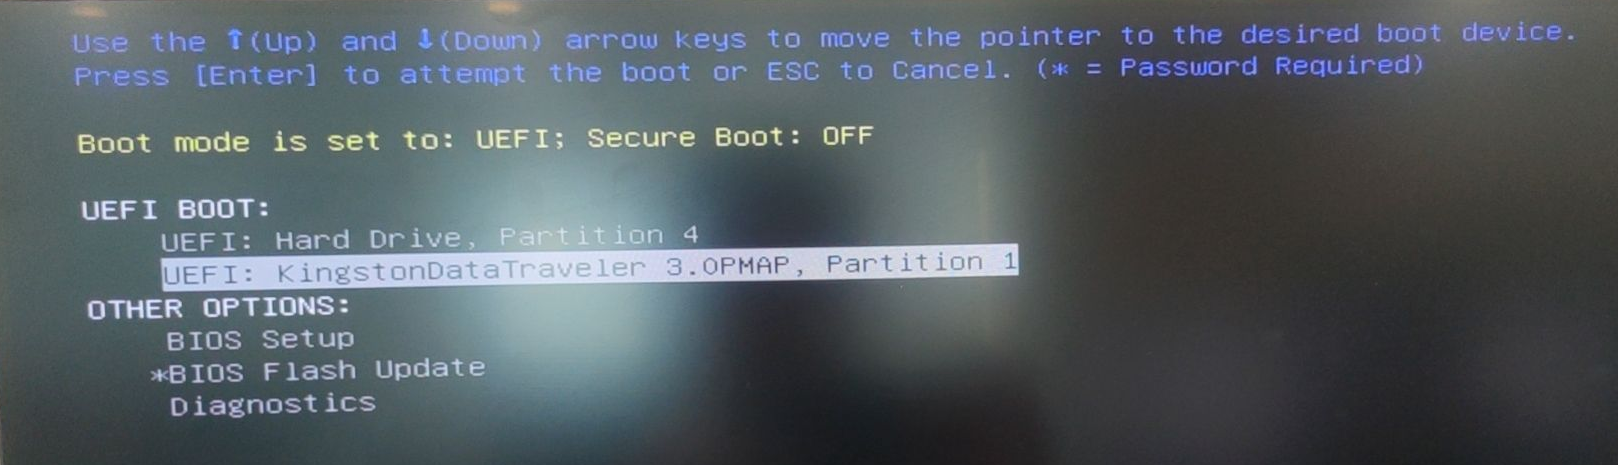 Use the ↑(Up) and ↓(Down) arrow keys to move the pointer to the desired boot device.
Press [Enter] to attempt the boot or ESC to Cancel. (* = Password Required)
Boot mode is set to: UEFI; Secure Boot: OFF
UEFI BOOT:
UEFI: Hard Drive, Partition 4
UEFI: KingstonDataTraveler 3.0PMAP, Partition 1
OTHER OPTIONS:
BIOS Setup
*BIOS Flash Update
Diagnostics